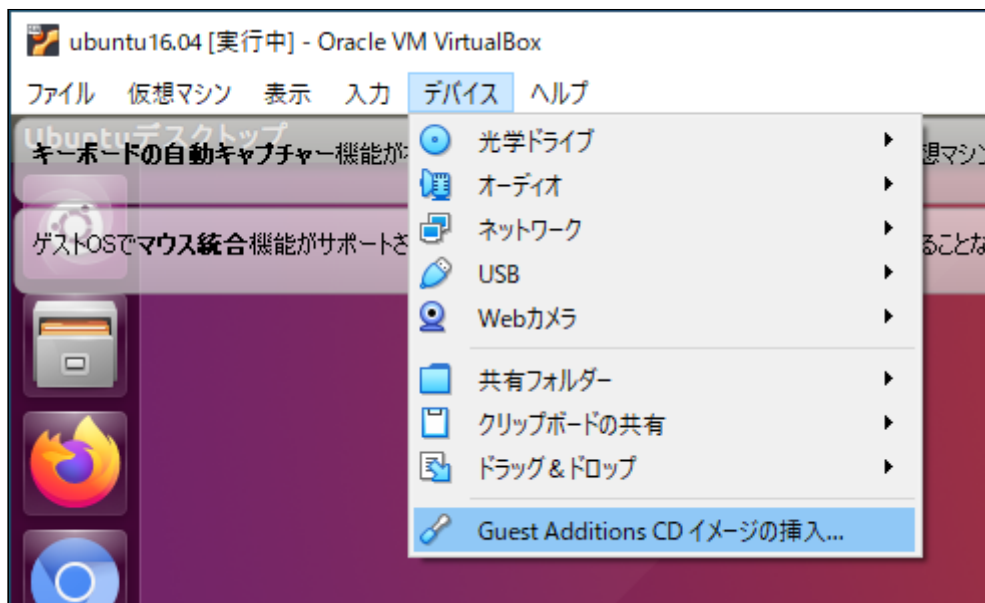 ubuntu16.04 [実行中] - Oracle VM VirtualBox
ファイル 仮想マシン 表示 入力 デバイス ヘルプ
Ubuntuデスクトップ
キーボードの自動キャプチャー機能が
想マシン
ゲストOSでマウス統合機能がサポートさ
ることな
光学ドライブ
オーディオ
ネットワーク
USB
Webカメラ
共有フォルダー
クリップボードの共有
ドラッグ＆ドロップ
Guest Additions CD イメージの挿入...